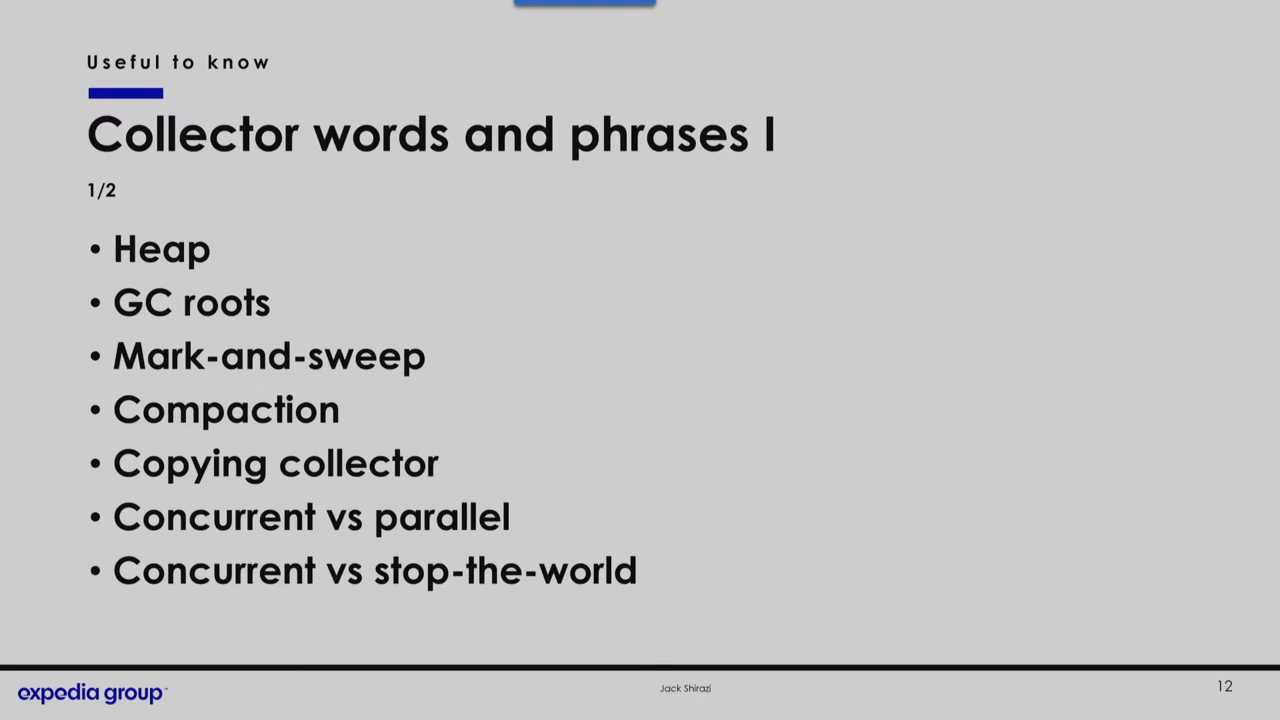 Useful to know
Collector words and phrases I
1/2
• Heap
• GC roots
• Mark-and-sweep
• Compaction
• Copying collector
• Concurrent vs parallel
• Concurrent vs stop-the-world
expedia group™
Jack Shirazi
12